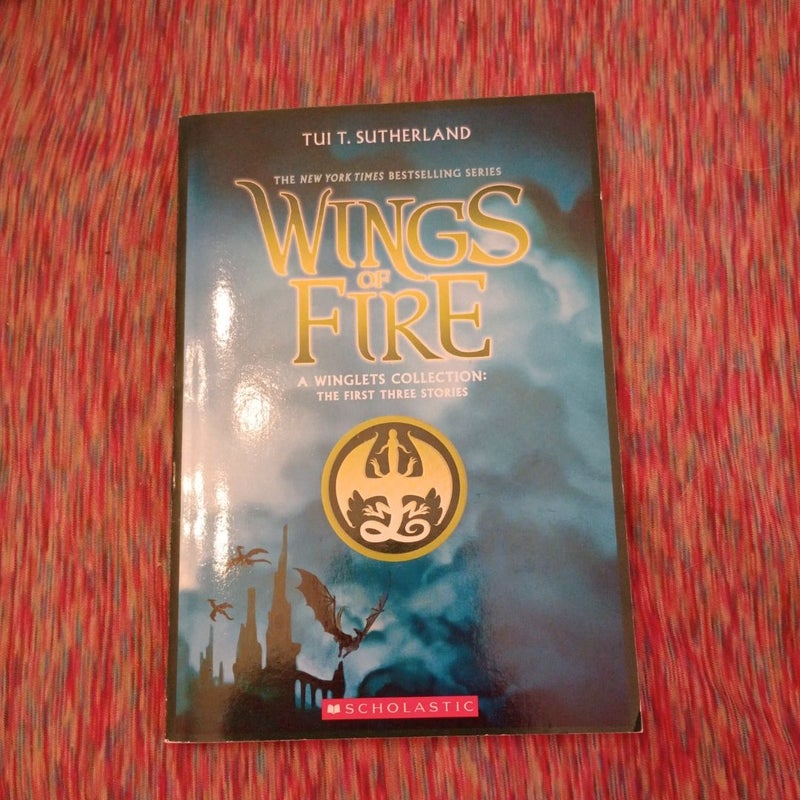 TUI T. SUTHERLAND
THE NEW YORK TIMES BESTSELLING SERIES
WINGS
OF
FIRE
A WINGLETS COLLECTION:
THE FIRST THREE STORIES
SCHOLASTIC